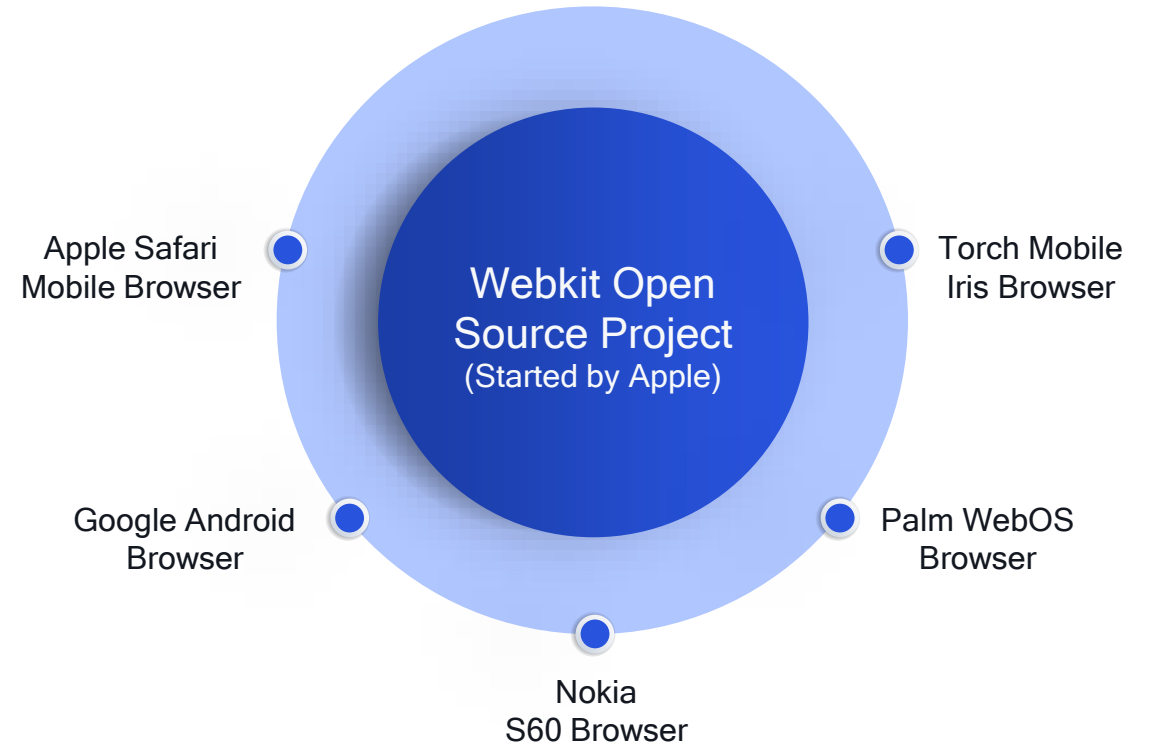 Apple Safari
Mobile Browser
Webkit Open
Source Project
(Started by Apple)
Torch Mobile
Iris Browser
Google Android
Browser
Palm WebOS
Browser
Nokia
S60 Browser